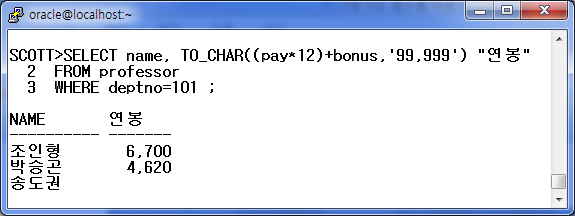 oracle@localhost:~
SCOTT>SELECT name, TO_CHAR((pay*12)+bonus,'99,999') "연봉"
2 FROM professor
3 WHERE deptno=101 ;
NAME 연봉
---------- -------
조인형 6,700
박승곤 4,620
송도권